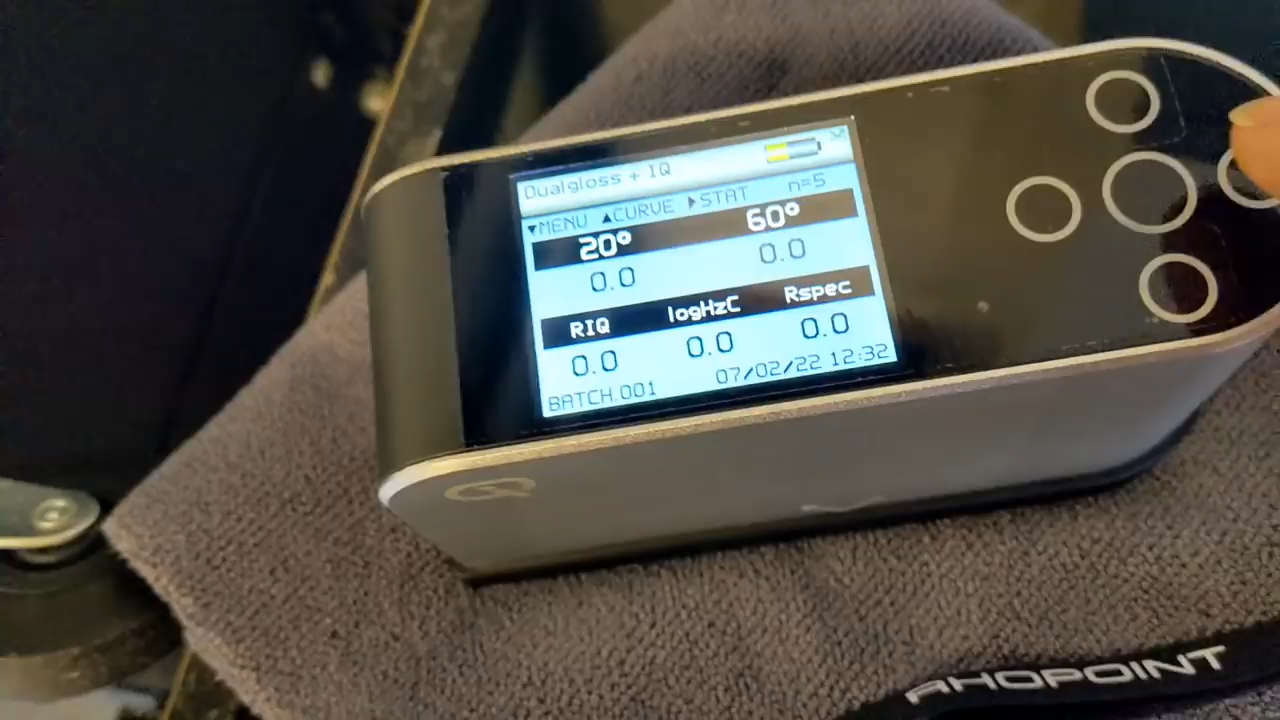 Dualgloss + IQ
▼MENU ▲CURVE ▶STAT n=5
20° 60°
0.0 0.0
RIQ logHzC Rspec
0.0 0.0 0.0
BATCH.001 07/02/22 12:32
RHOPOINT